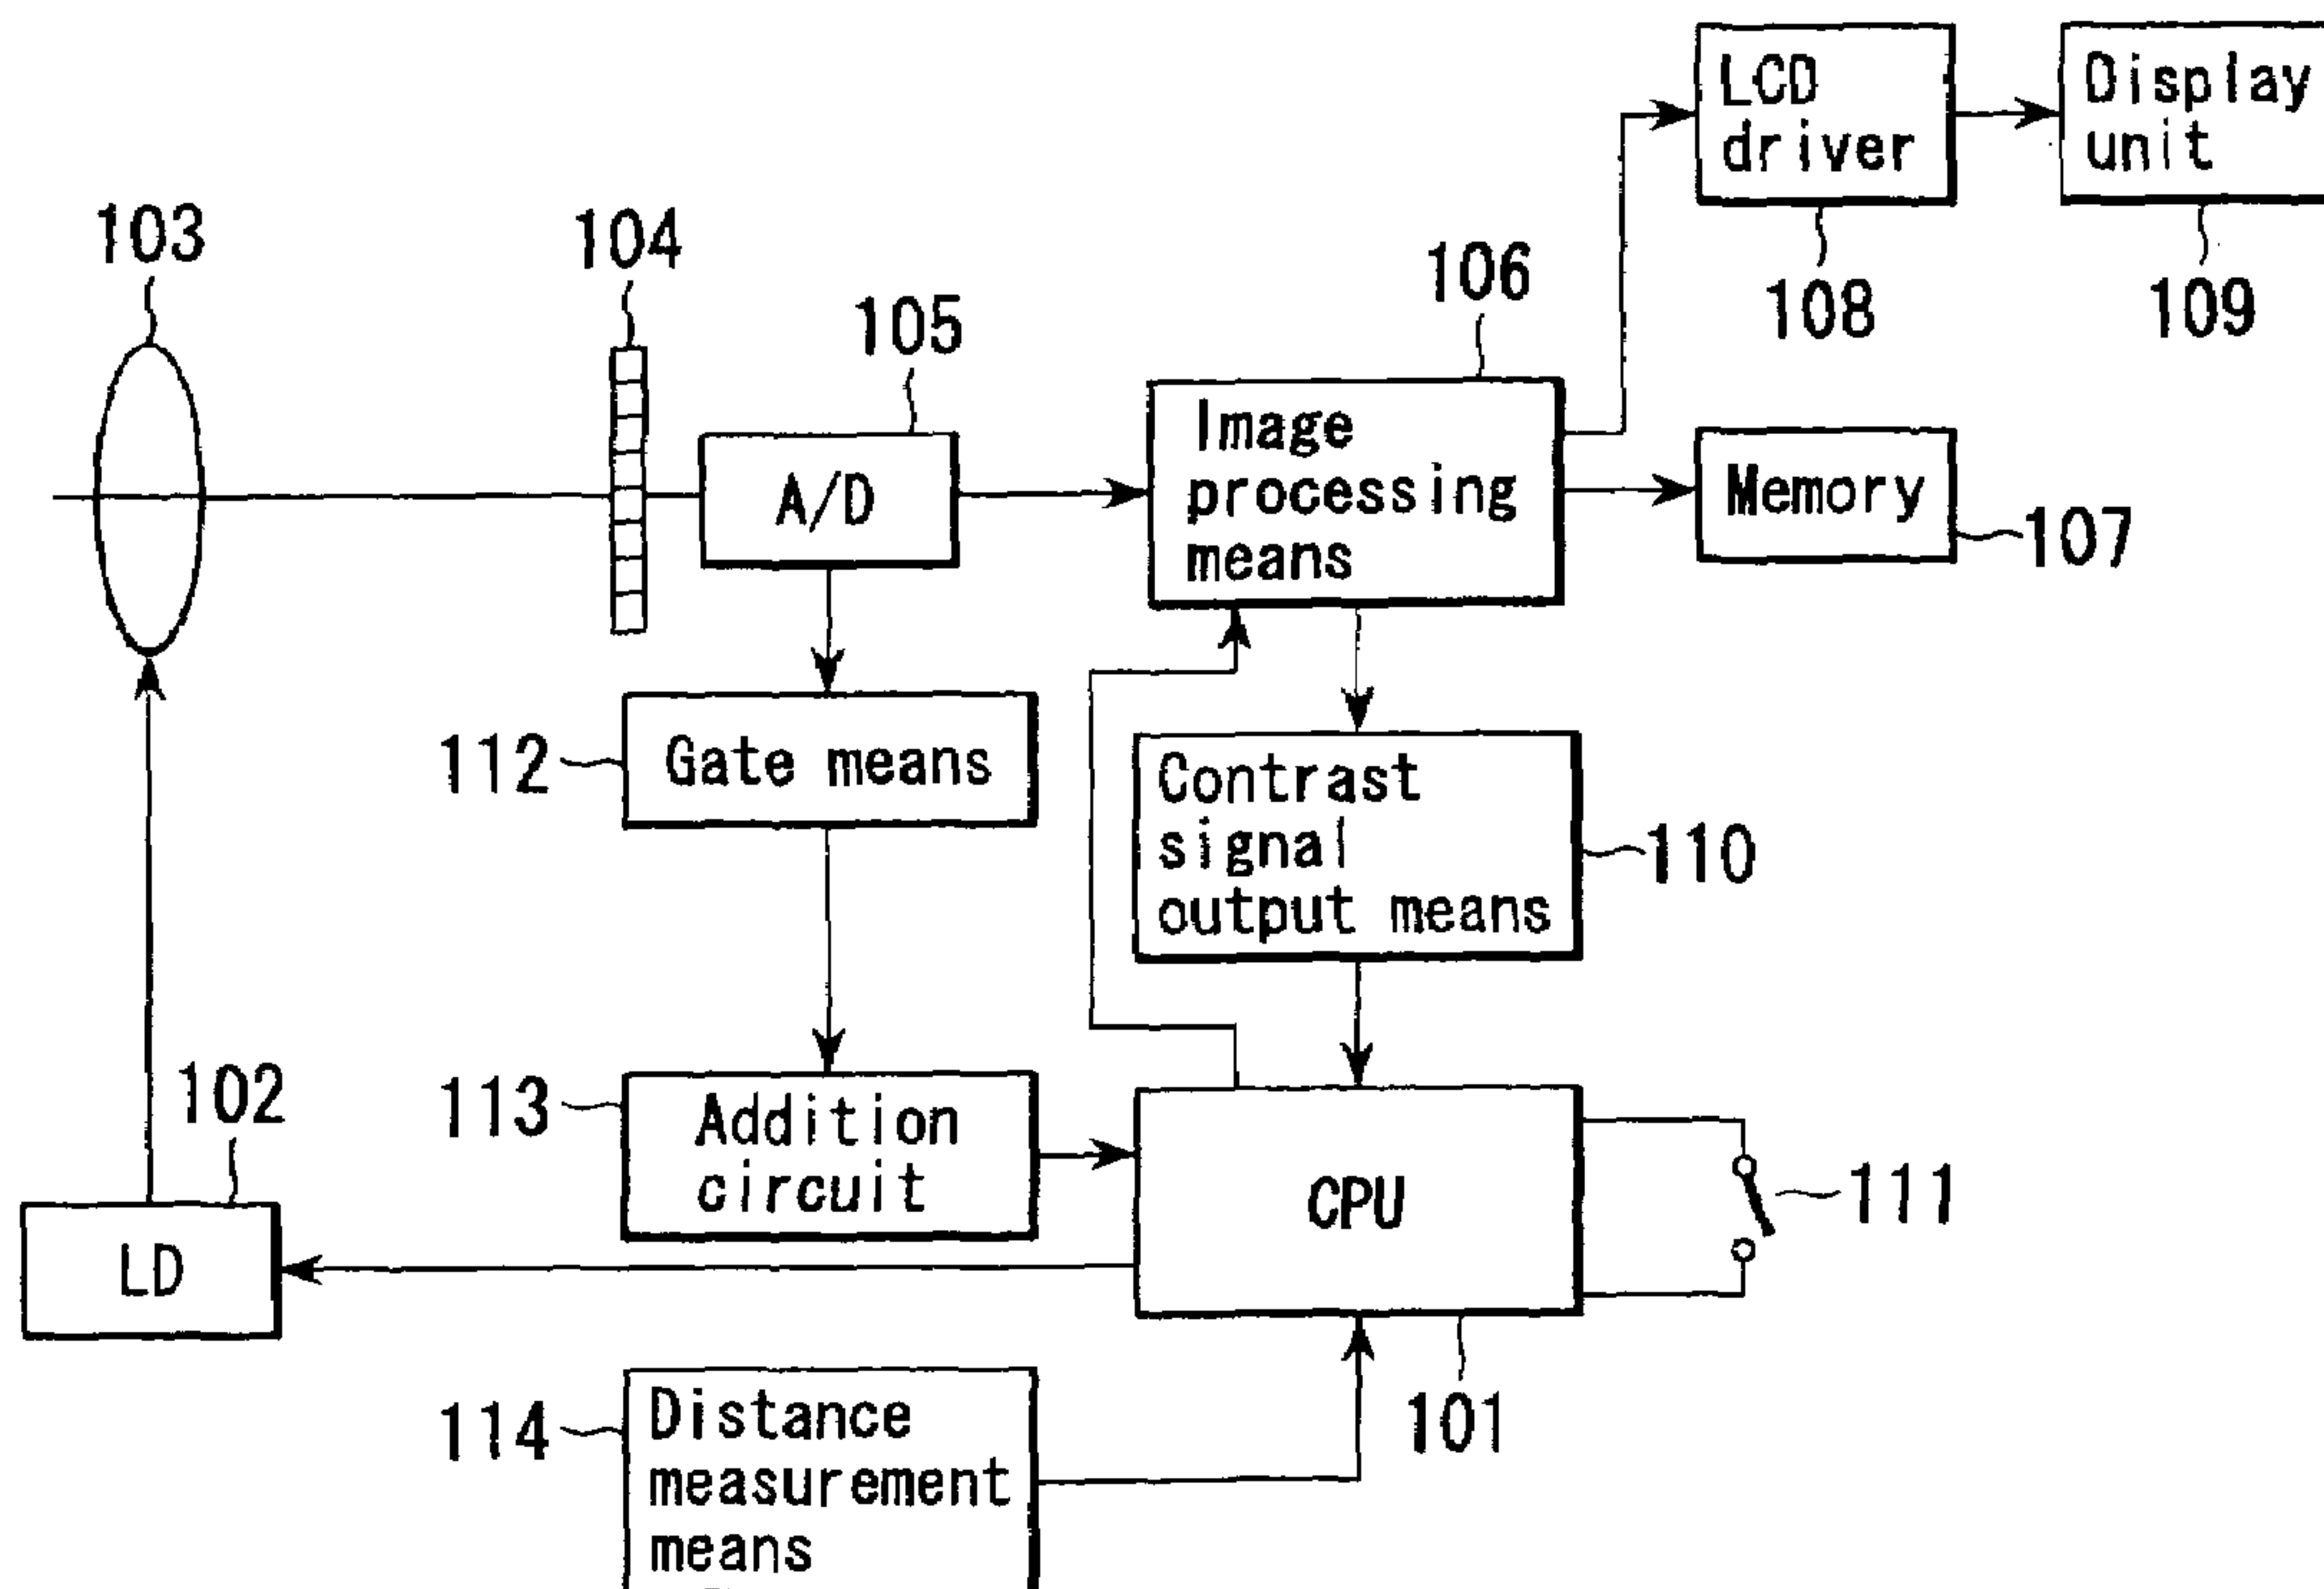 LCD
driver
Display
unit
108
109
103
104
105
106
A/D
Image
processing
means
Memory
107
112
Gate means
Contrast
signal
output means
110
102
113
Addition
circuit
CPU
111
LD
101
114
Distance
measurement
means